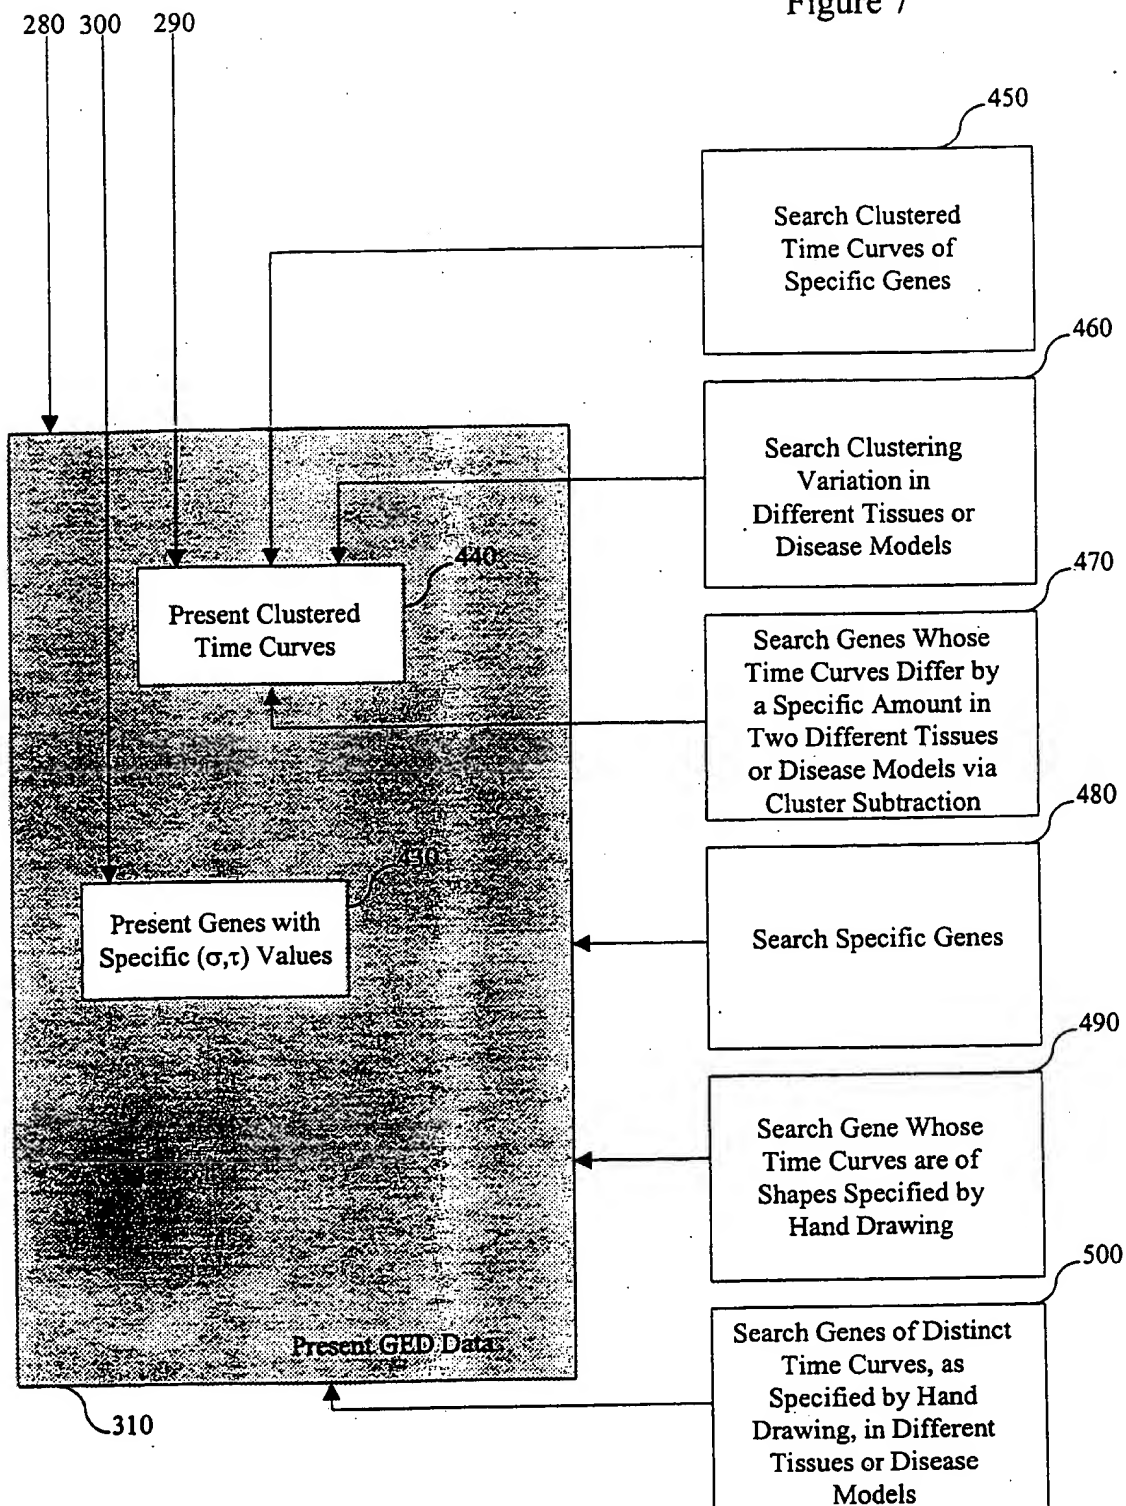 Figure 7
280 300 290
450
Search Clustered
Time Curves of
Specific Genes
460
Search Clustering
Variation in
Different Tissues or
Disease Models
440
Present Clustered
Time Curves
470
Search Genes Whose
Time Curves Differ by
a Specific Amount in
Two Different Tissues
or Disease Models via
Cluster Subtraction
480
430
Present Genes with
Specific (σ,τ) Values
Search Specific Genes
490
Search Gene Whose
Time Curves are of
Shapes Specified by
Hand Drawing
500
Present GED Data
310
Search Genes of Distinct
Time Curves, as
Specified by Hand
Drawing, in Different
Tissues or Disease
Models